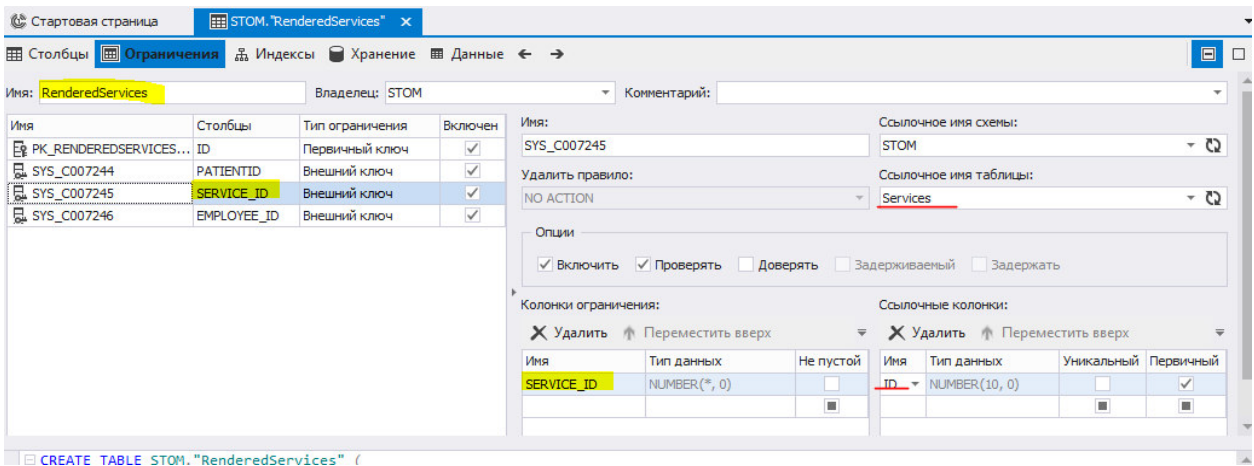 Стартовая страница STOM."RenderedServices" ×
Столбцы Ограничения Индексы Хранение Данные ← →
Имя: RenderedServices Владелец: STOM Комментарий:
Имя Столбцы Тип ограничения Включен
PK_RENDEREDSERVICES... ID Первичный ключ
SYS_C007244 PATIENTID Внешний ключ
SYS_C007245 SERVICE_ID Внешний ключ
SYS_C007246 EMPLOYEE_ID Внешний ключ
Имя: Ссылочное имя схемы:
SYS_C007245 STOM
Удалить правило: Ссылочное имя таблицы:
NO ACTION Services
Опции
Включить Проверять Доверять Задерживаемый Задержать
Колонки ограничения: Ссылочные колонки:
Удалить Переместить вверх Удалить Переместить вверх
Имя Тип данных Не пустой Имя Тип данных Уникальный Первичный
SERVICE_ID NUMBER(*, 0) ID NUMBER(10, 0)
CREATE TABLE STOM."RenderedServices" (